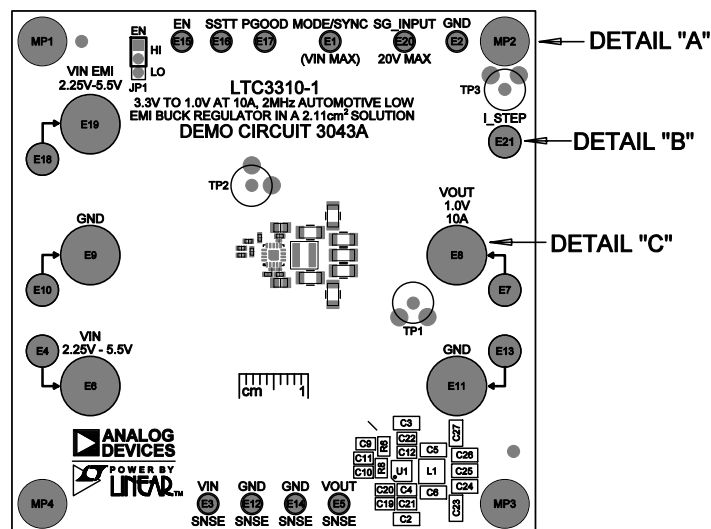 EN SSTT PGOOD MODE/SYNC SG_INPUT GND
MP1 EN E15 E16 E17 E1 E20 E2 MP2 DETAIL "A"
HI
(VIN MAX) 20V MAX
LO
JP1
VIN EMI
2.25V-5.5V
TP3
LTC3310-1
3.3V TO 1.0V AT 10A, 2MHz AUTOMOTIVE LOW
EMI BUCK REGULATOR IN A 2.11cm² SOLUTION
DEMO CIRCUIT 3043A
I_STEP
E19
E21 DETAIL "B"
E18
TP2
VOUT
1.0V
10A
GND
E9
E8 DETAIL "C"
E10
E7
TP1
E4
VIN
2.25V - 5.5V
GND
E13
E6
E11
cm 1
ANALOG
DEVICES
POWER BY
LINEAR™
C3 C27
C9 R6 C22 C5
C11 C12 C26
C10 R8 U1 L1 C25
C20 C4 C6 C24
C19 C21 C23
C2
VIN GND GND VOUT
MP4 E3 E12 E14 E5 MP3
SNSE SNSE SNSE SNSE